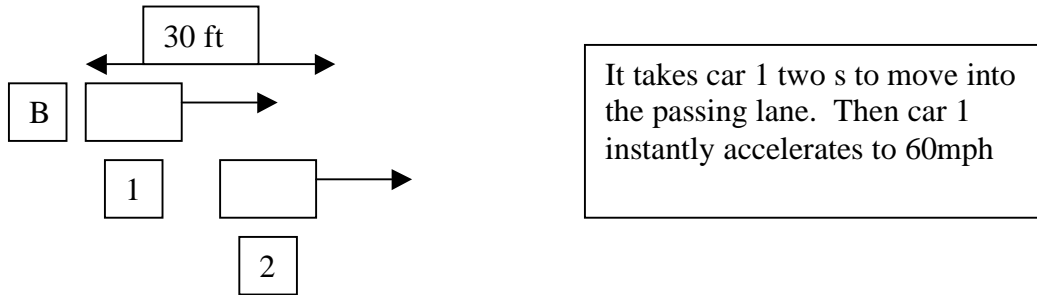 30 ft
B
1
2
It takes car 1 two s to move into
the passing lane.  Then car 1
instantly accelerates to 60mph